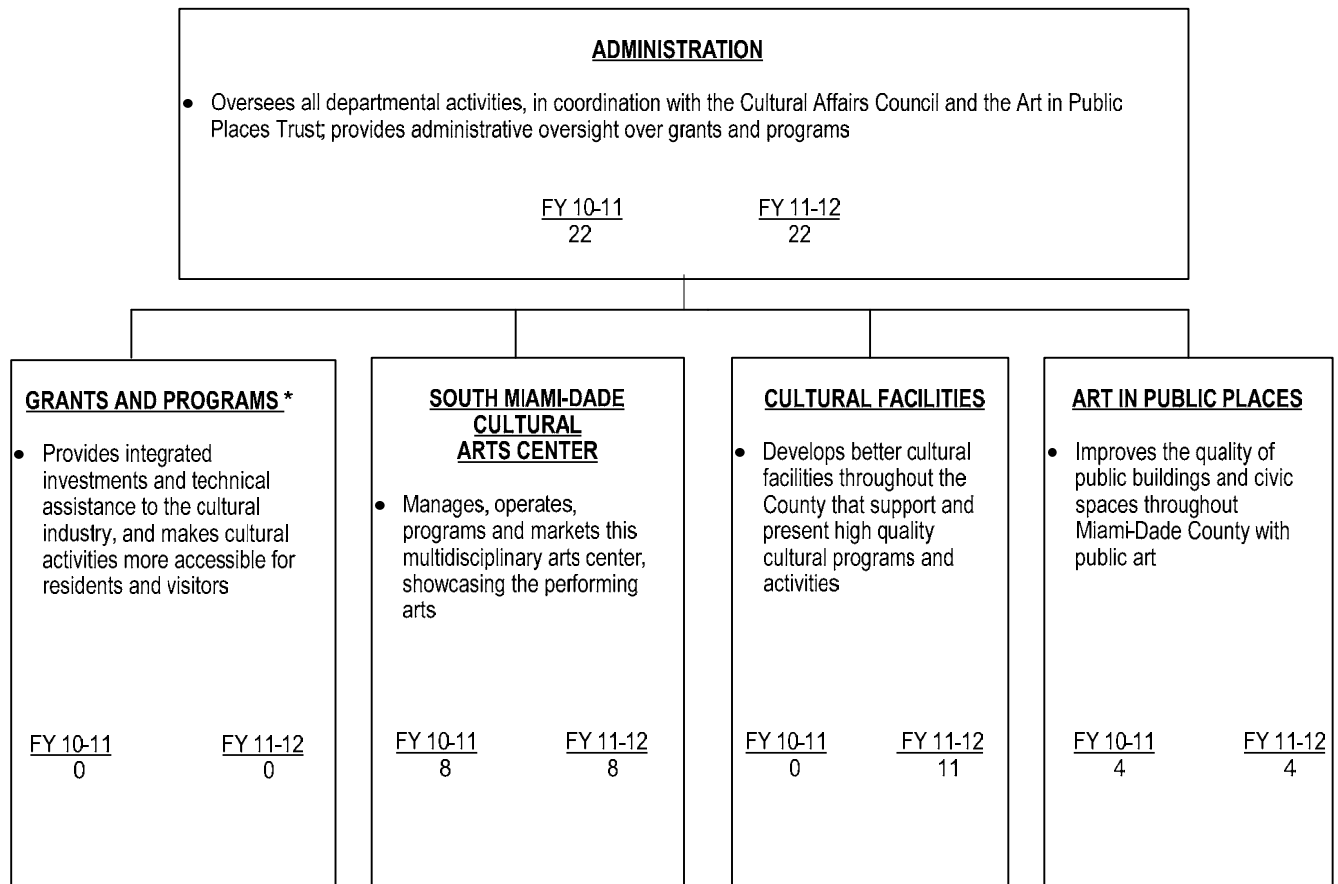 ADMINISTRATION
• Oversees all departmental activities, in coordination with the Cultural Affairs Council and the Art in Public
Places Trust; provides administrative oversight over grants and programs
FY 10-11 FY 11-12
22 22
GRANTS AND PROGRAMS *
• Provides integrated
investments and technical
assistance to the cultural
industry, and makes cultural
activities more accessible for
residents and visitors
FY 10-11 FY 11-12
0 0
SOUTH MIAMI-DADE
CULTURAL
ARTS CENTER
• Manages, operates,
programs and markets this
multidisciplinary arts center,
showcasing the performing
arts
FY 10-11 FY 11-12
8 8
CULTURAL FACILITIES
• Develops better cultural
facilities throughout the
County that support and
present high quality
cultural programs and
activities
FY 10-11 FY 11-12
0 11
ART IN PUBLIC PLACES
• Improves the quality of
public buildings and civic
spaces throughout
Miami-Dade County with
public art
FY 10-11 FY 11-12
4 4